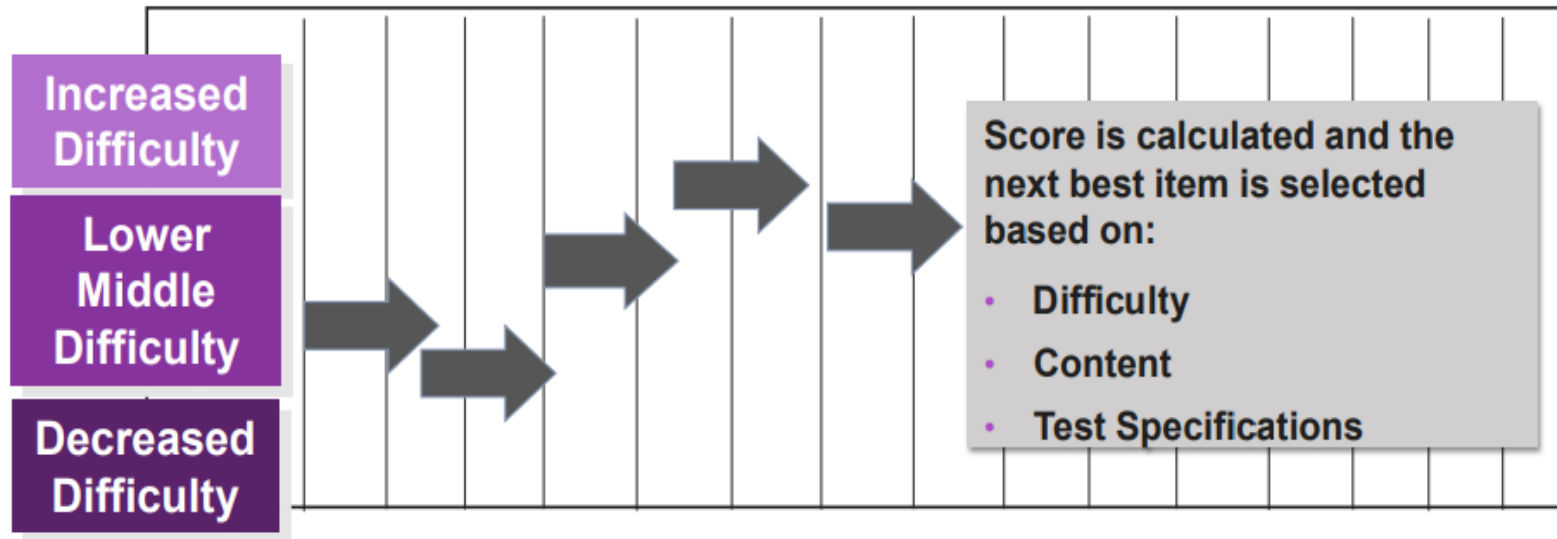 Increased
Difficulty
Lower
Middle
Difficulty
Decreased
Difficulty
Score is calculated and the
next best item is selected
based on:
• Difficulty
• Content
• Test Specifications